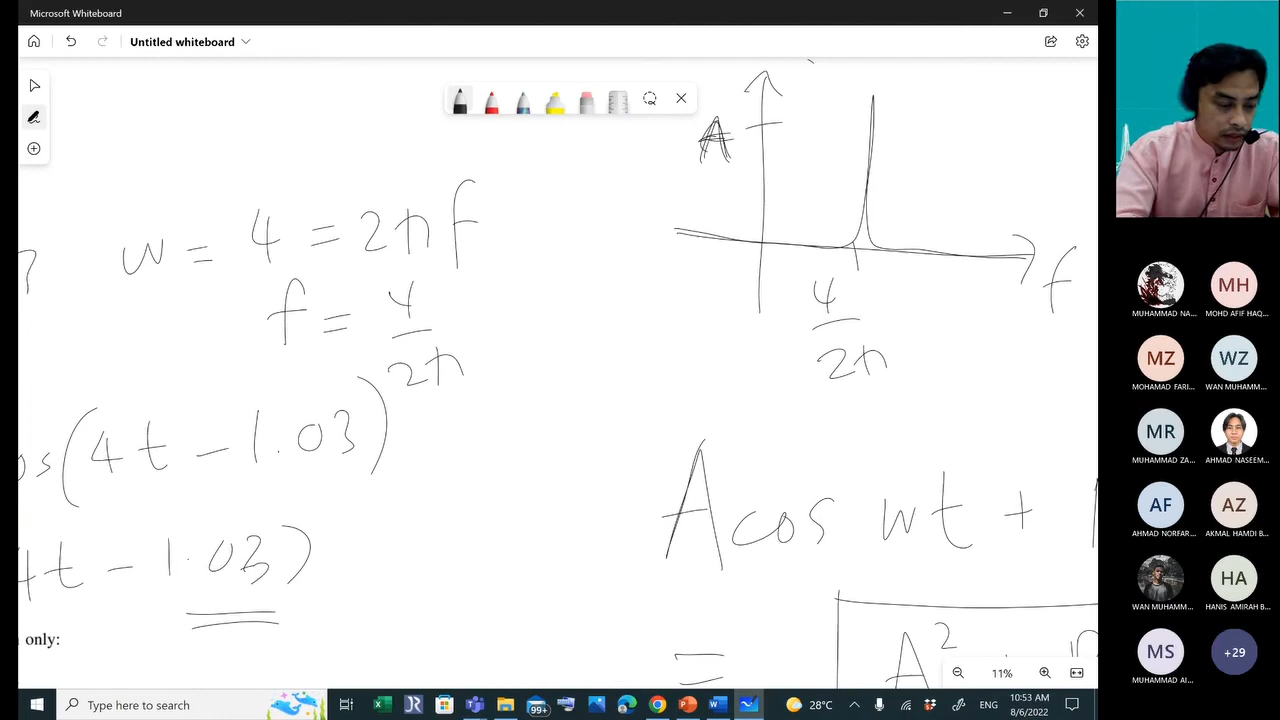 Microsoft Whiteboard
Untitled whiteboard
A
f
4
2π
w = 4 = 2πf
f = 4
2π
os(4t - 1.03)
4t - 1.03)
only:
A cos wt +
=
A²
11%
MUHAMMAD NA...
MH
MOHD AFIF HAQ...
MZ
MOHAMAD FARI...
WZ
WAN MUHAMM...
MR
MUHAMMAD ZA...
AHMAD NASEEM...
AF
AHMAD NORFAR...
AZ
AKMAL HAMDI B...
WAN MUHAMM...
HA
HANIS AMIRAH B...
MS
MUHAMMAD AI...
+29
Type here to search
99+
28°C
ENG
10:53 AM
8/6/2022